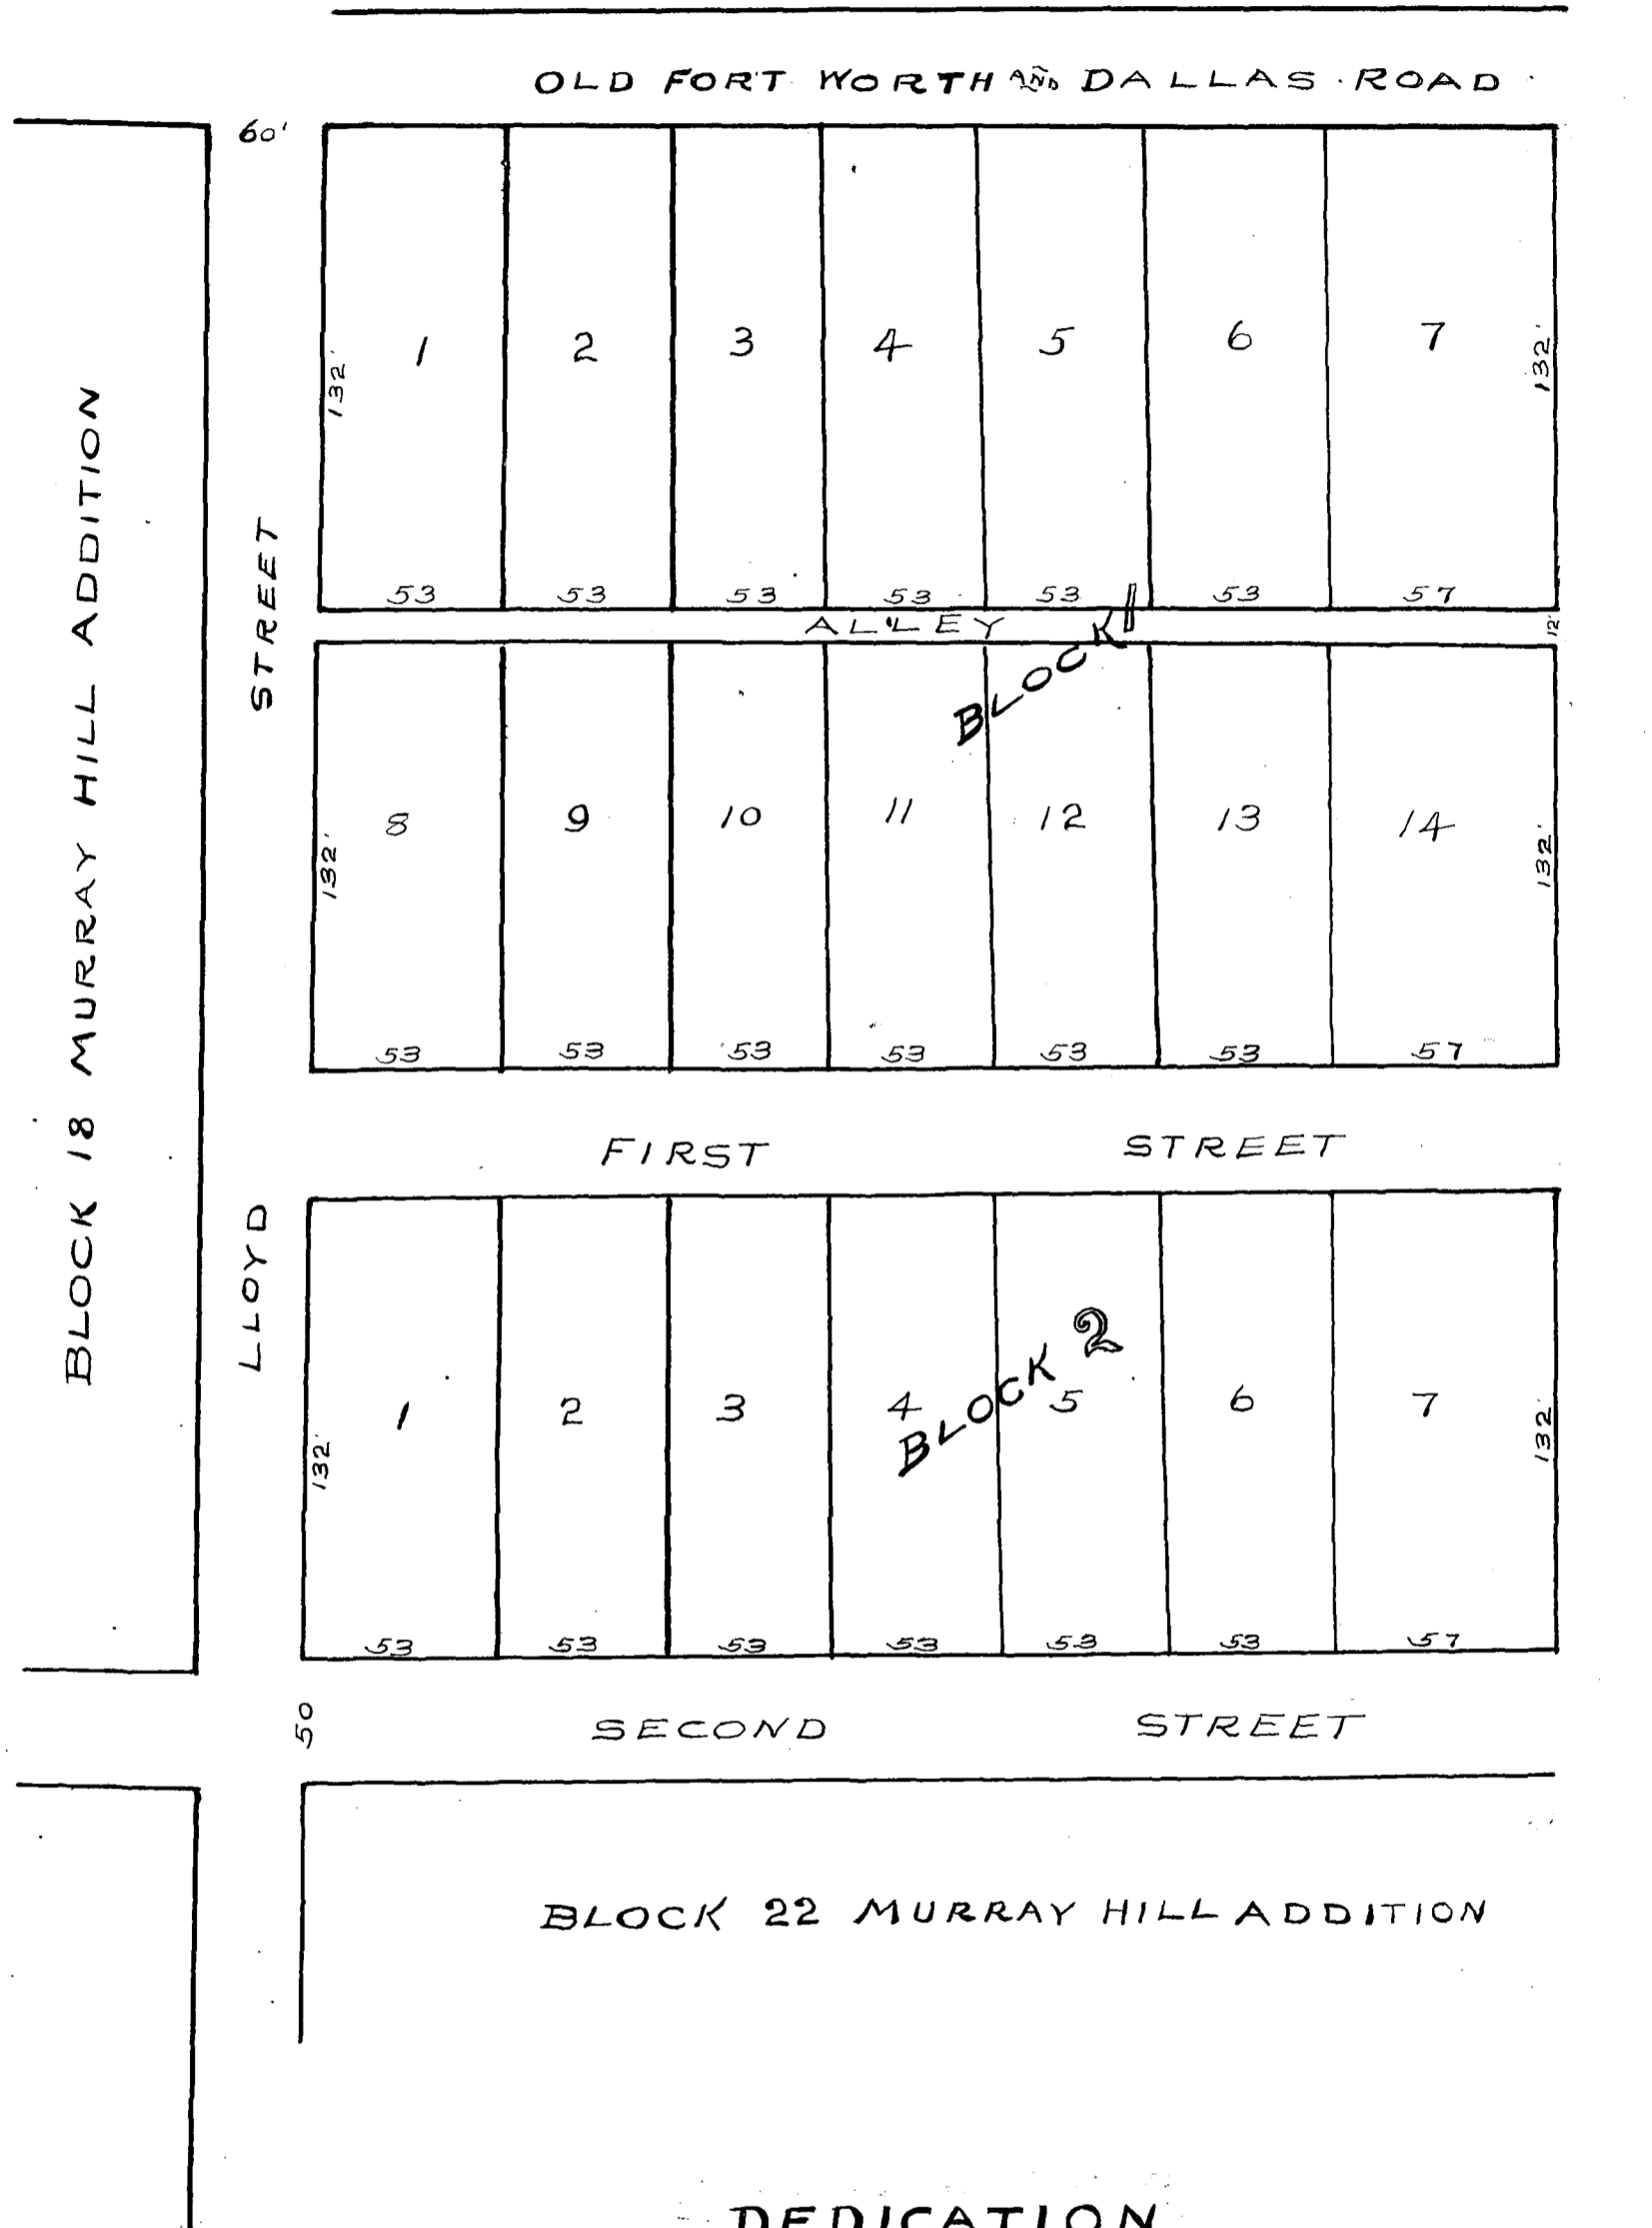 OLD FORT WORTH AND DALLAS ROAD
60'
1 2 3 4 5 6 7
132' 132'
53 53 53 53 53 53 57
ALLEY 12'
BLOCK 1
8 9 10 11 12 13 14
132' 132'
53 53 53 53 53 53 57
BLOCK 18 MURRAY HILL ADDITION
LLOYD STREET
FIRST STREET
BLOCK 2
1 2 3 4 5 6 7
132' 132'
53 53 53 53 53 53 57
50
SECOND STREET
BLOCK 22 MURRAY HILL ADDITION
DEDICATION